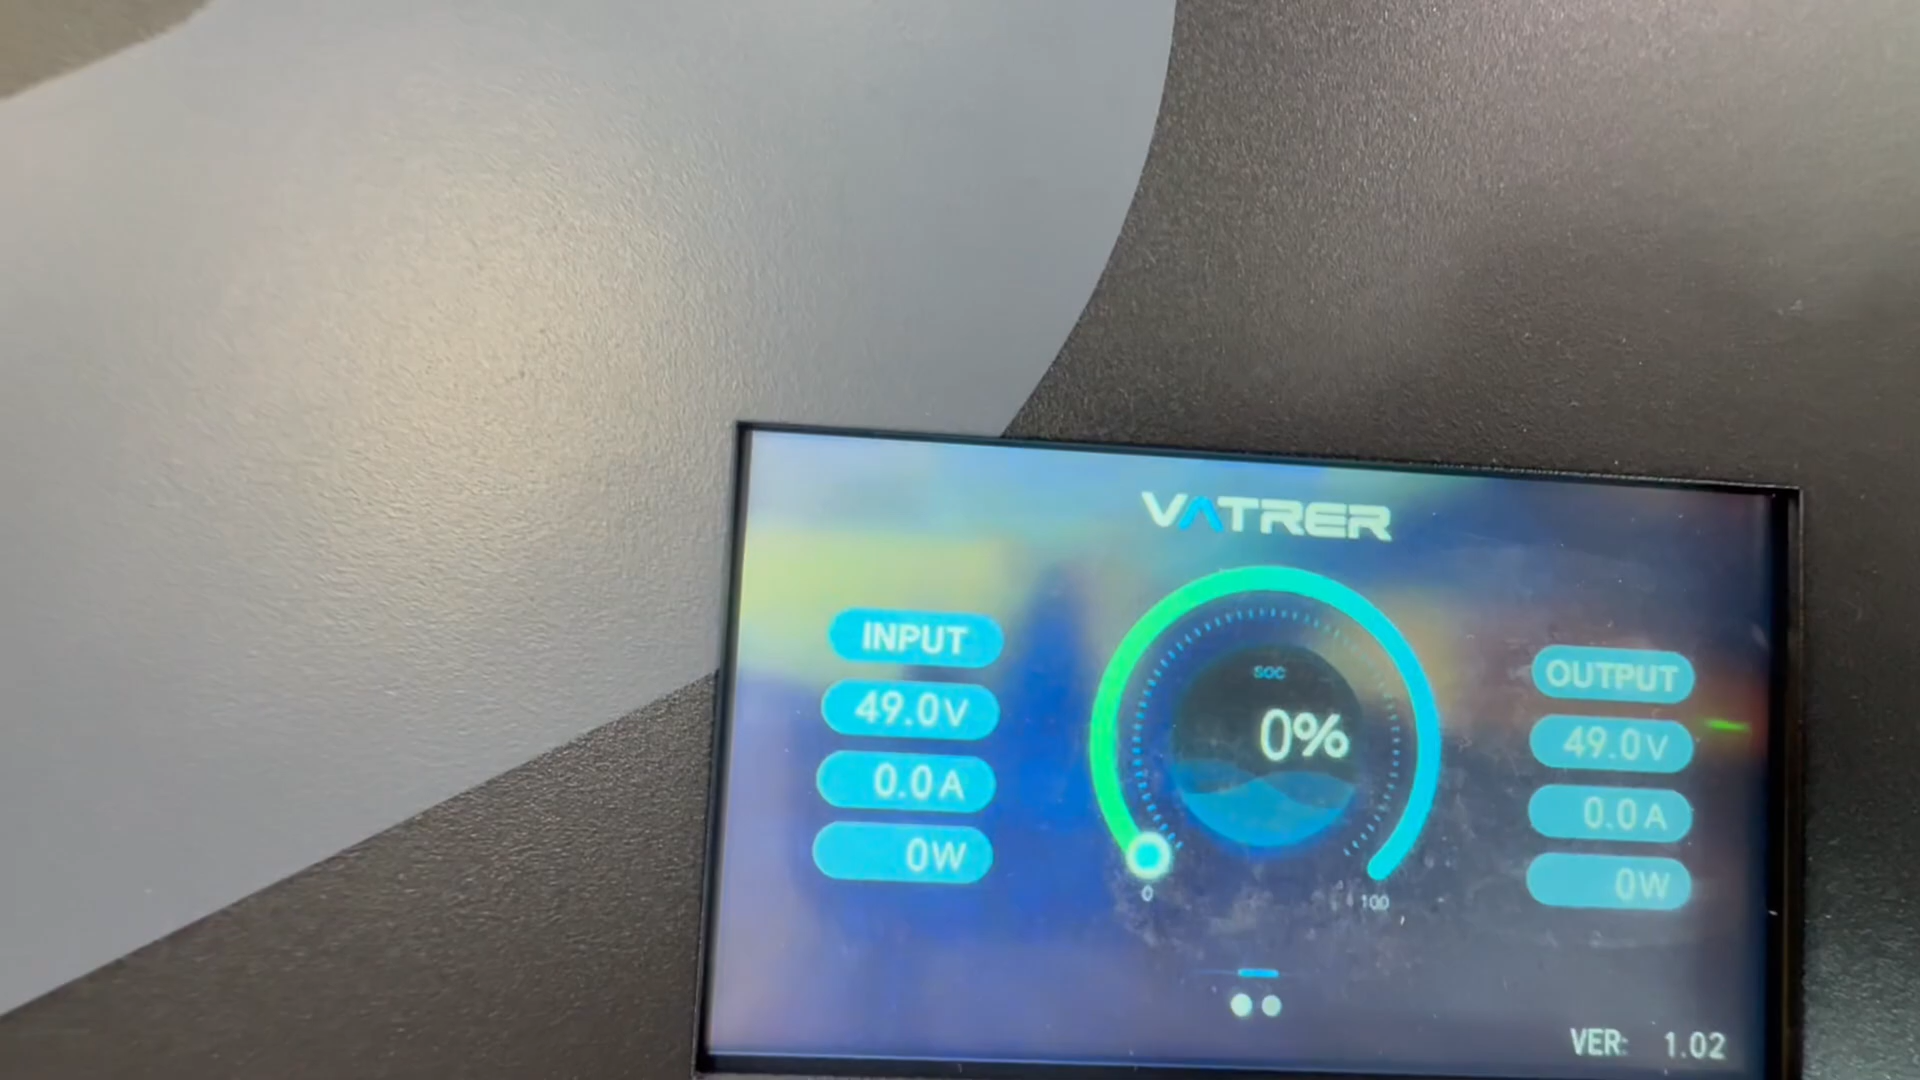 VATRER
INPUT
49.0V
0.0A
0W
SOC
0%
0
100
OUTPUT
49.0V
0.0A
0W
VER: 1.02